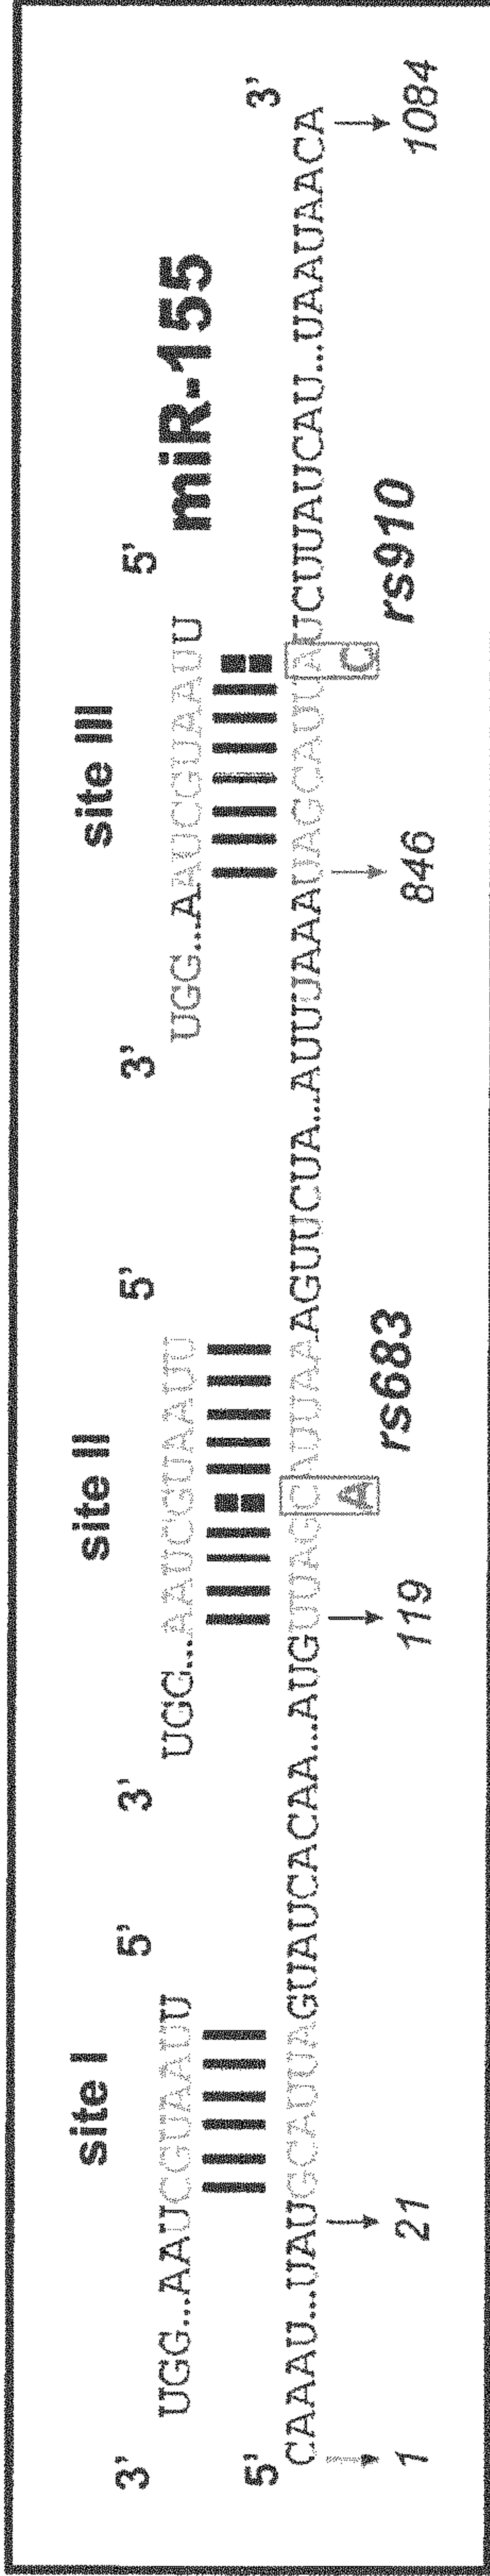 site I site II site III
3' 5' 3' 5' 3' 5'
UGG...AAUCGUAAUU UGG...AAUCGUAAUU UGG...AAUCGUAAUU miR-155
5' CAAAU...UAUGCAUUAGUAUCACAA...AUGUUAGCAUUAAAGUUCUA...AUUUAAAUAGCAUUAUCUUAUCAU...UAAUAACA 3'
A C
1 21 119 rs683 846 rs910 1084